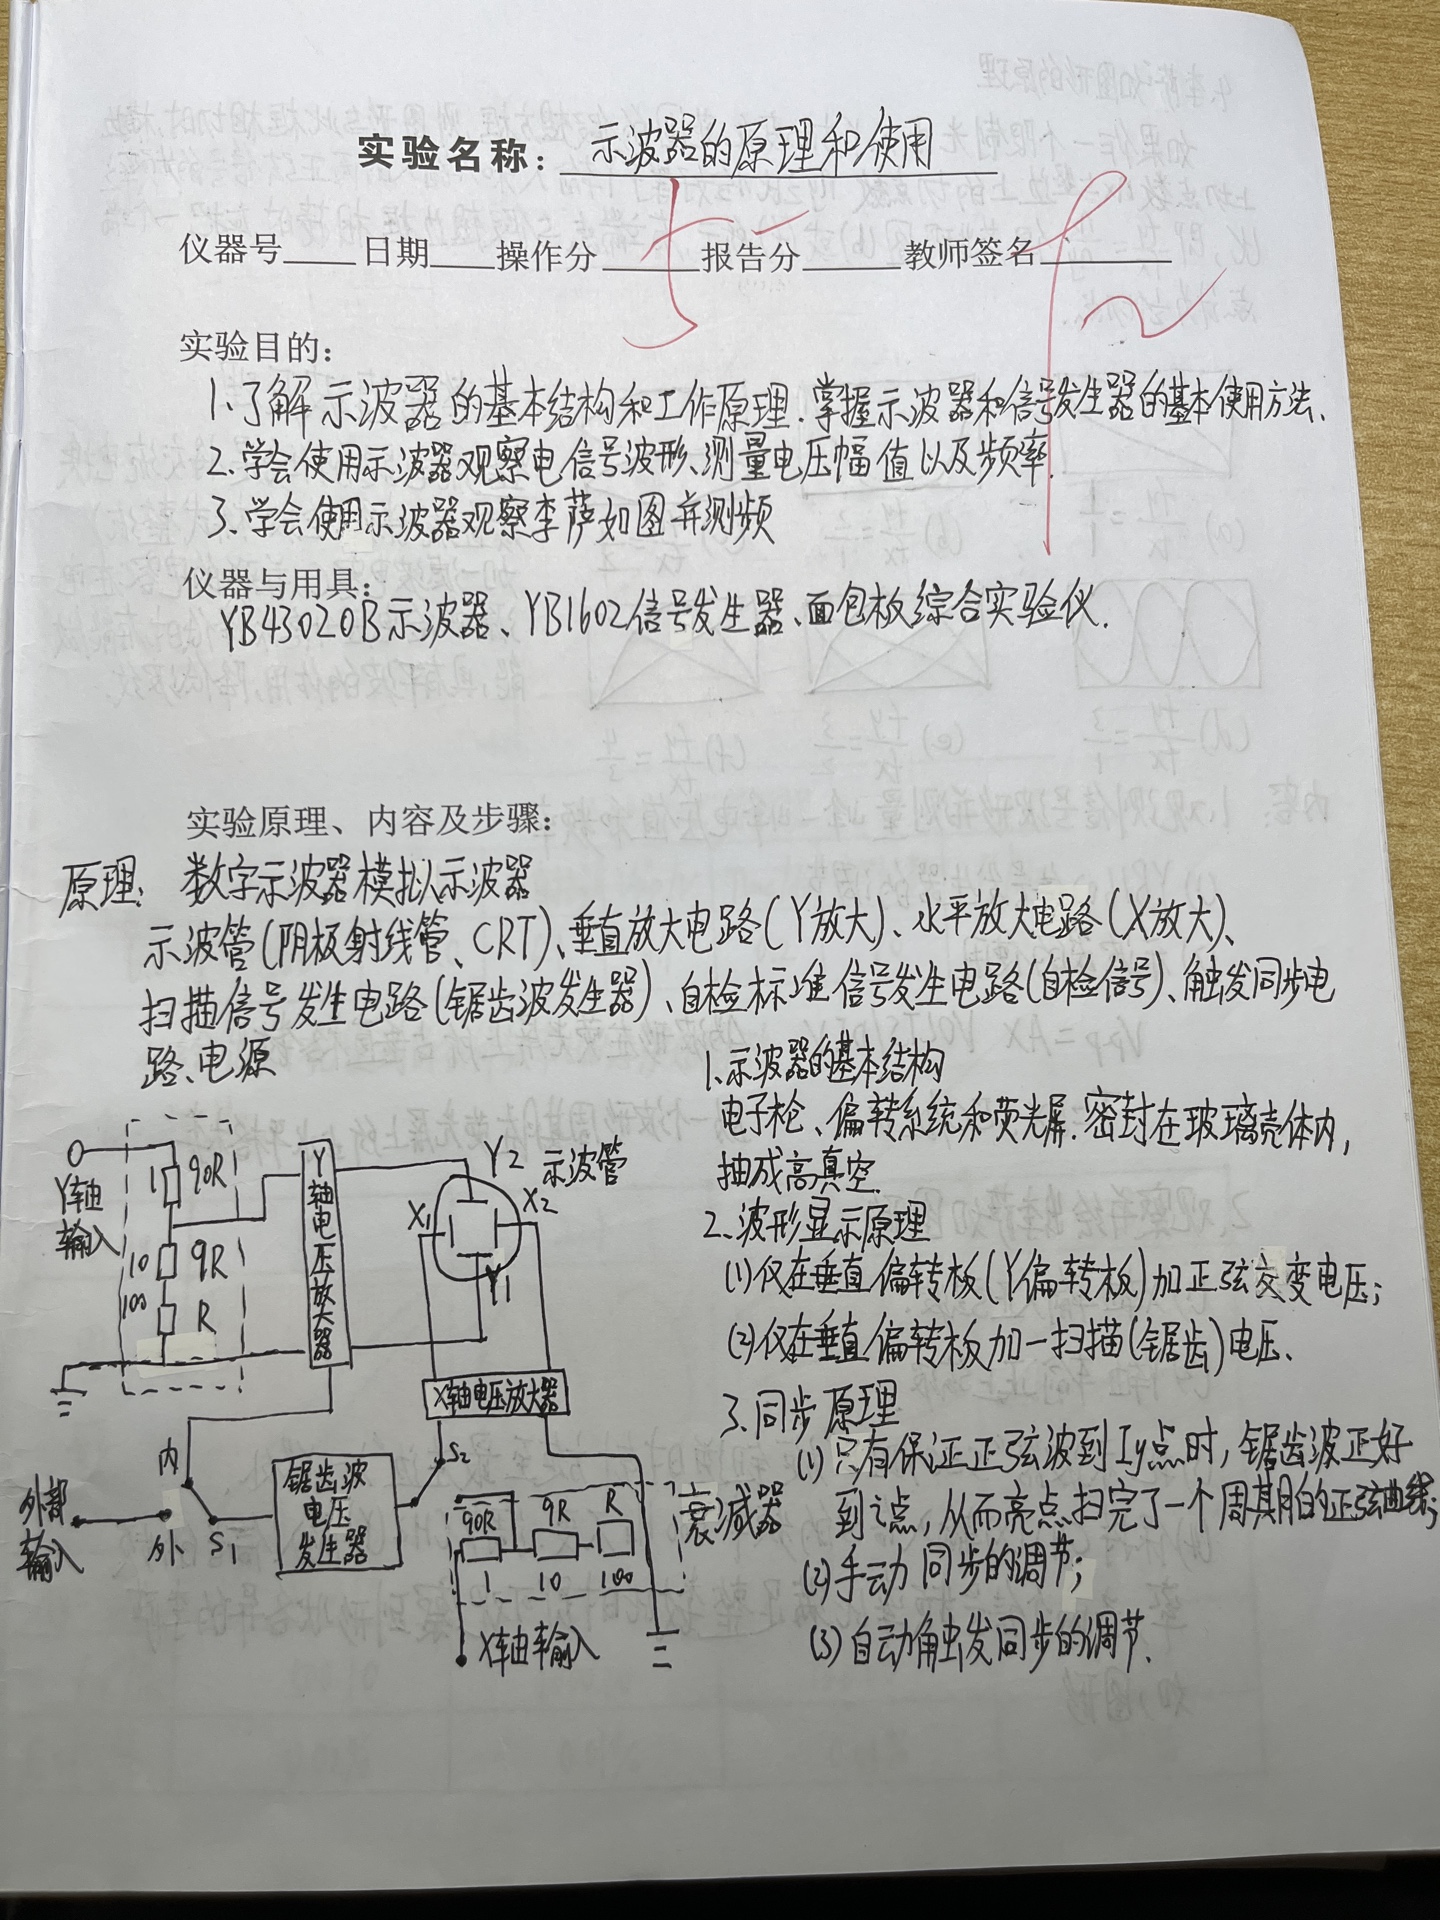 实验名称：示波器的原理和使用
仪器号____日期____操作分____报告分____教师签名____
5-
实验目的：
1.了解示波器的基本结构和工作原理.掌握示波器和信号发生器的基本使用方法、
2.学会使用示波器观察电信号波形、测量电压幅值以及频率.
3.学会使用示波器观察李萨如图并测频
仪器与用具：
YB43020B示波器、YB1602信号发生器、面包板综合实验仪.
实验原理、内容及步骤：
原理：数字示波器模拟示波器
示波管(阴极射线管、CRT)、垂直放大电路(Y放大)、水平放大电路(X放大)、
扫描信号发生电路(锯齿波发生器)、自检标准信号发生电路(自检信号)、触发同步电
路、电源
1.示波器的基本结构
电子枪、偏转系统和荧光屏.密封在玻璃壳体内,
抽成高真空.
2.波形显示原理
(1)仅在垂直偏转板(Y偏转板)加正弦交变电压;
(2)仅在垂直偏转板加一扫描(锯齿)电压、
3.同步原理
(1)只有保证正弦波到Iy点时,锯齿波正好
到i点,从而亮点扫完了一个周期的正弦曲线;
(2)手动同步的调节;
(3)自动触发同步的调节.
Y轴
输入
1
90R
10
9R
100
R
Y轴电压放大器
Y2
示波管
X1
X2
Y1
X轴电压放大器
内
外部
输入
外
S1
锯齿波
电压
发生器
S2
90R
9R
R
衰减器
1
10
100
X轴输入